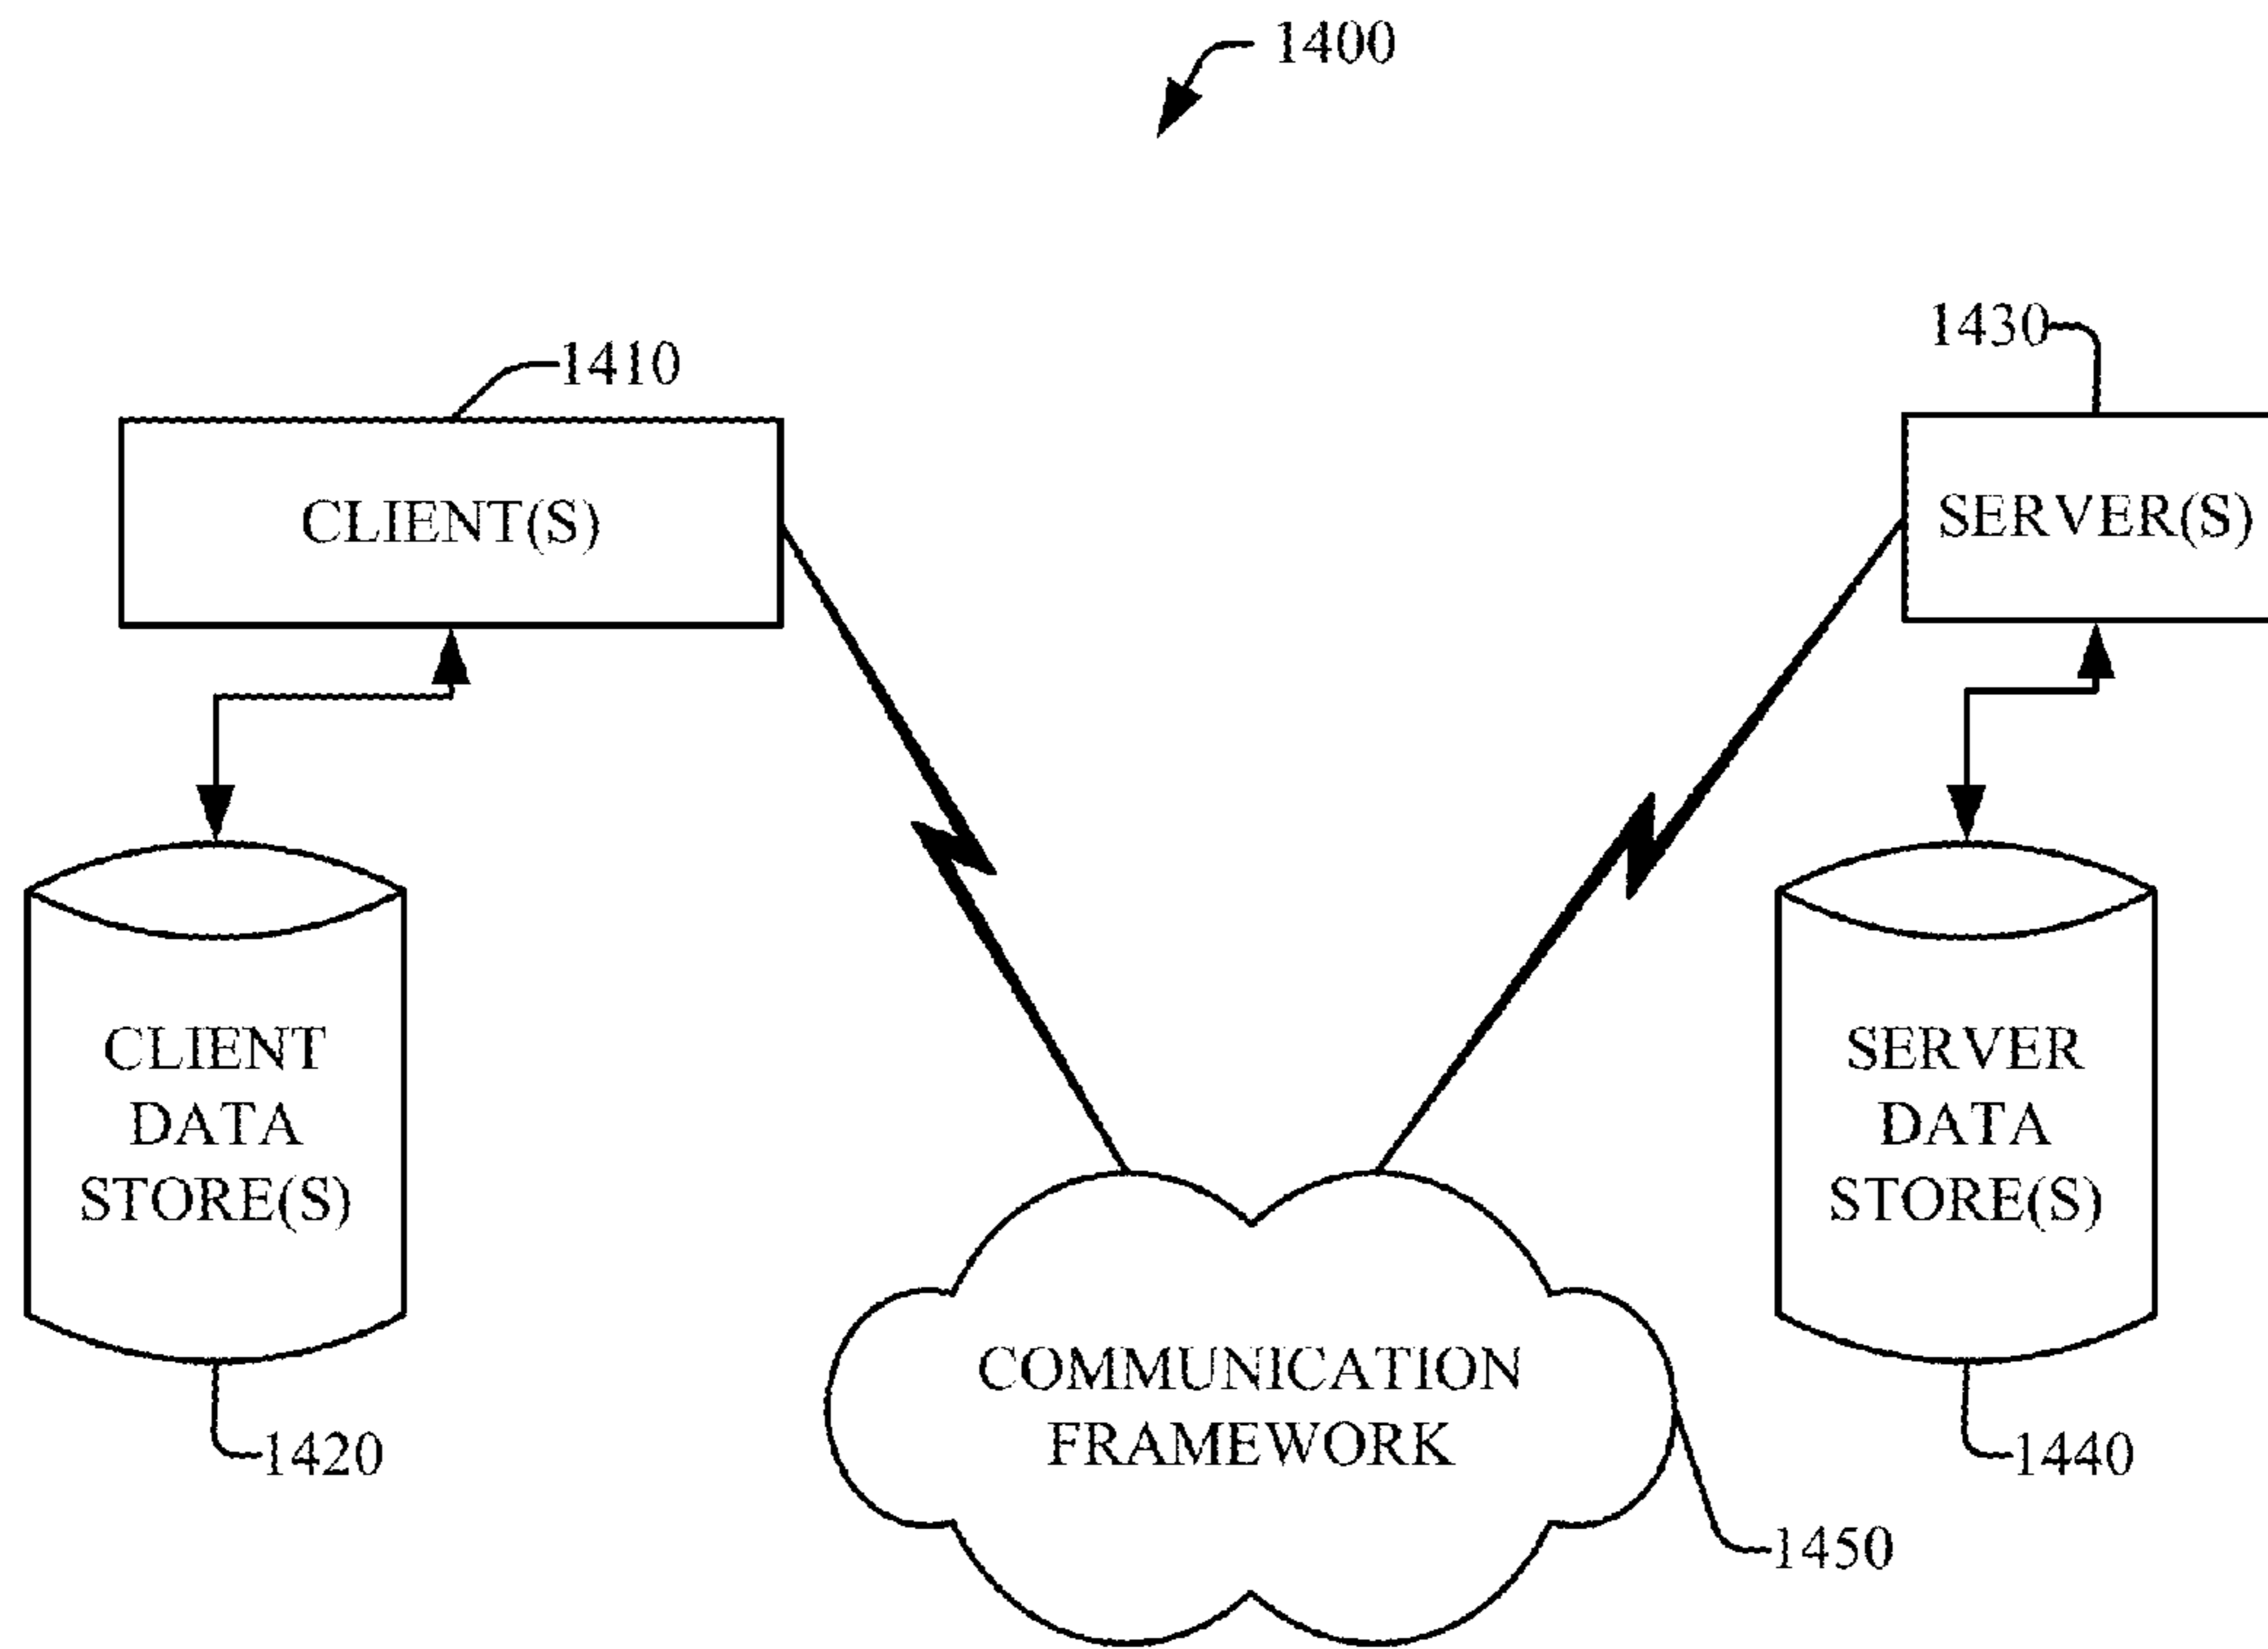 1400
1430
1410
CLIENT(S)
SERVER(S)
CLIENT
DATA
STORE(S)
SERVER
DATA
STORE(S)
COMMUNICATION
FRAMEWORK
1420
1440
1450